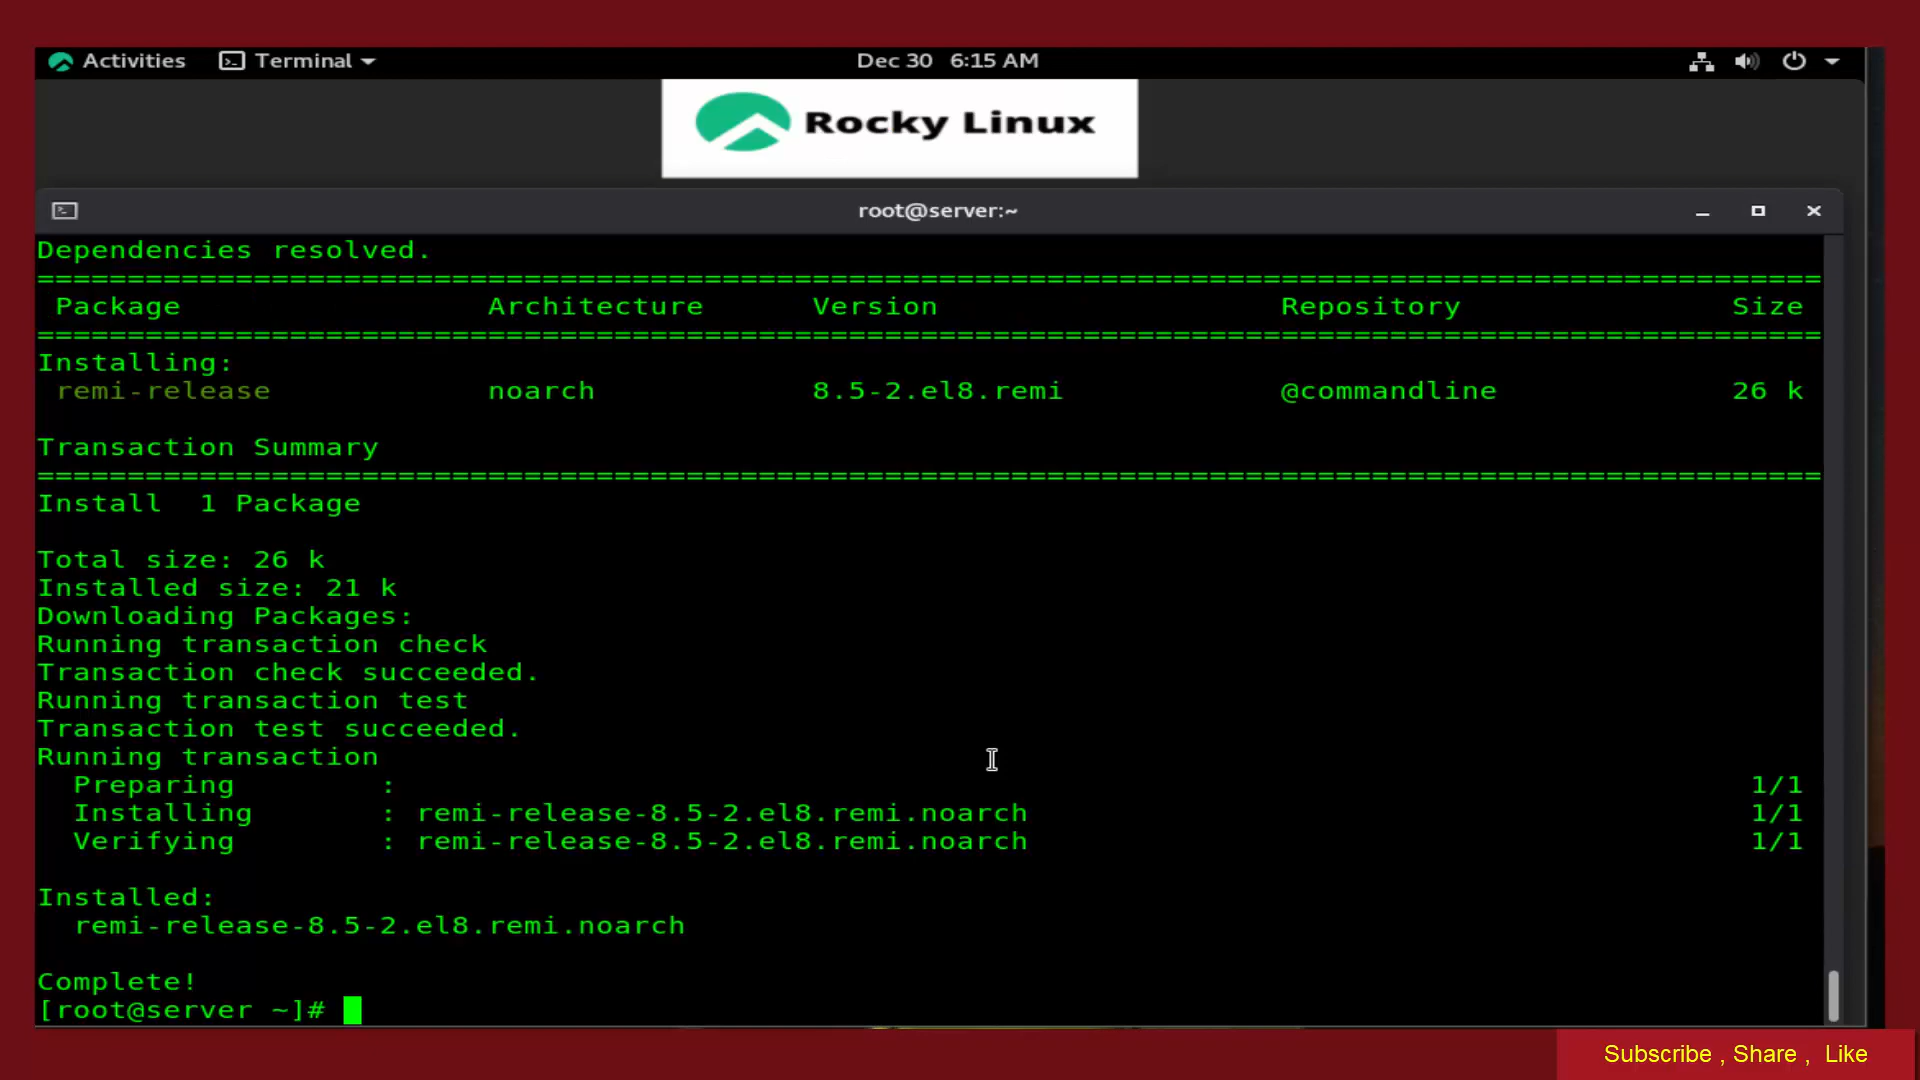 Activities Terminal Dec 30 6:15 AM
Rocky Linux
root@server:~
Dependencies resolved.
================================================================================
Package Architecture Version Repository Size
================================================================================
Installing:
remi-release noarch 8.5-2.el8.remi @commandline 26 k
Transaction Summary
================================================================================
Install 1 Package
Total size: 26 k
Installed size: 21 k
Downloading Packages:
Running transaction check
Transaction check succeeded.
Running transaction test
Transaction test succeeded.
Running transaction
Preparing : 1/1
Installing : remi-release-8.5-2.el8.remi.noarch 1/1
Verifying : remi-release-8.5-2.el8.remi.noarch 1/1
Installed:
remi-release-8.5-2.el8.remi.noarch
Complete!
[root@server ~]#
Subscribe , Share , Like